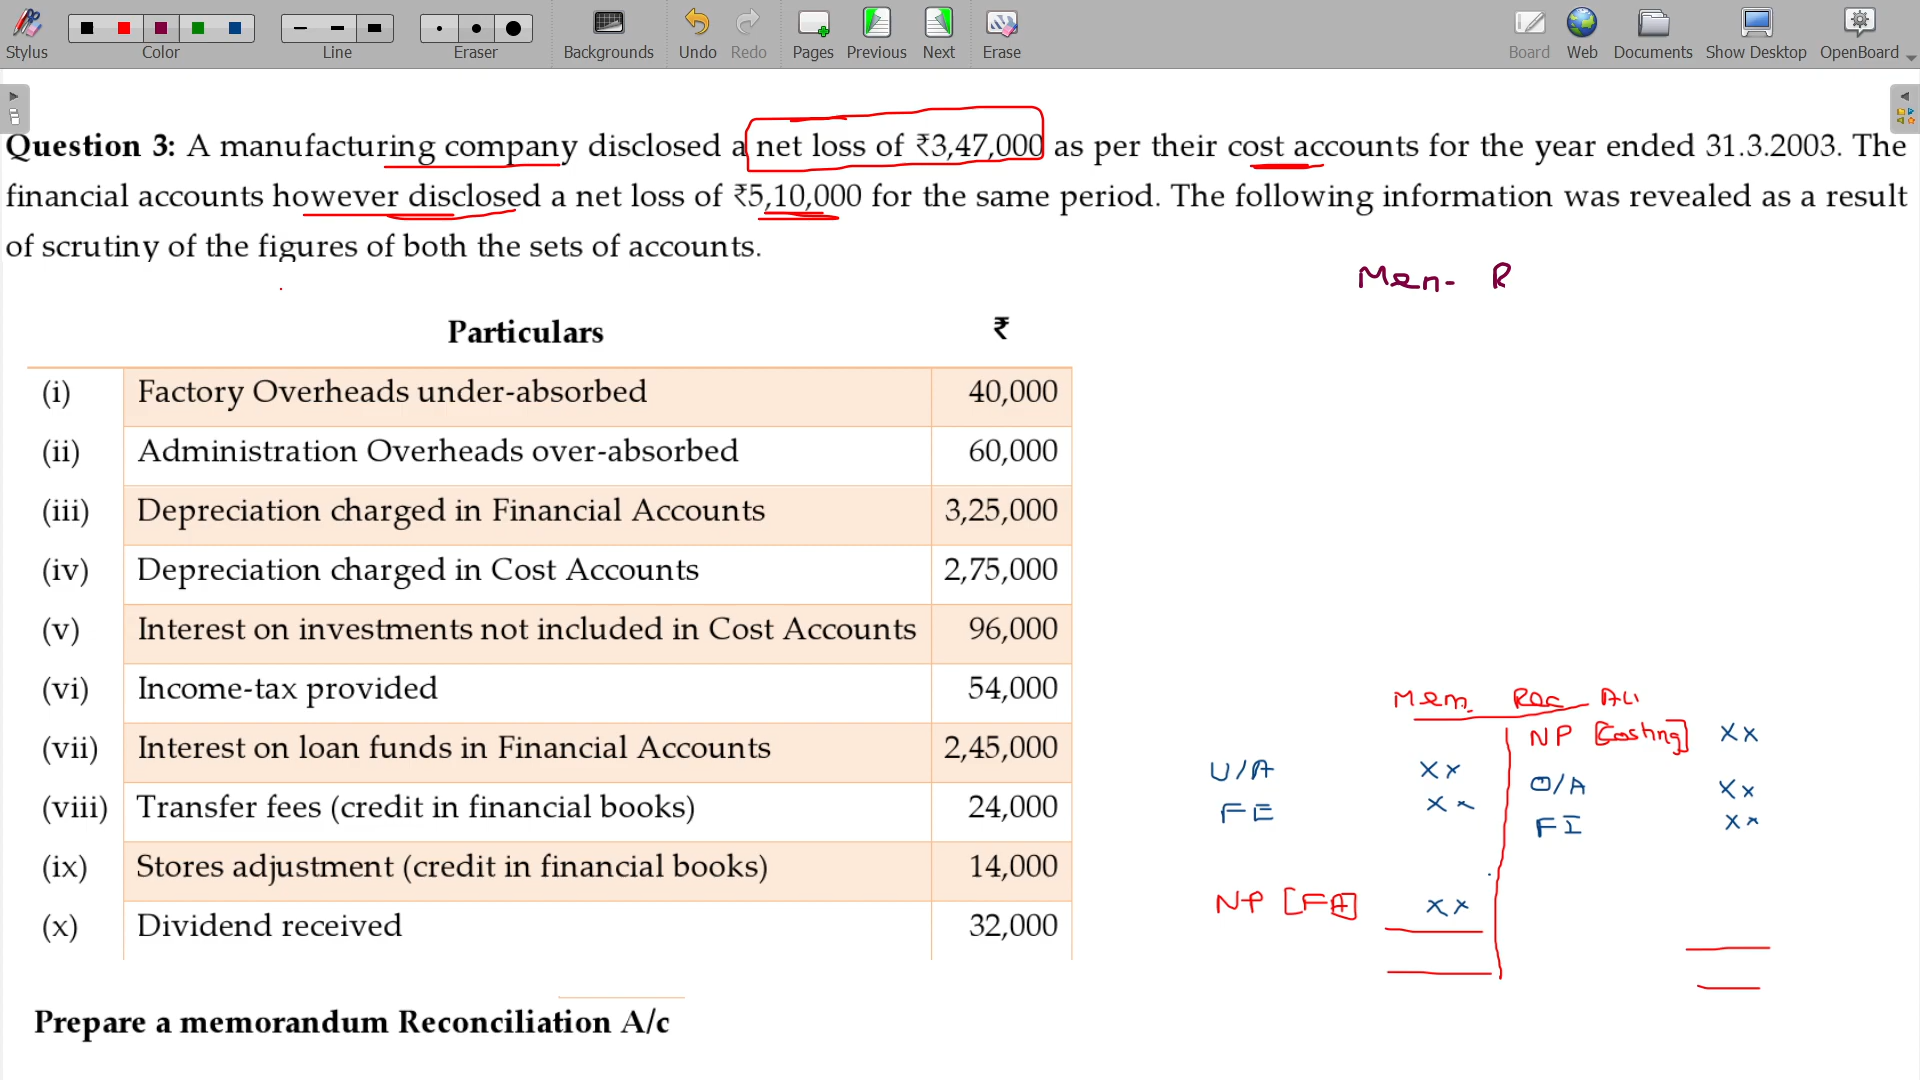 Stylus Color Line Eraser Backgrounds Undo Redo Pages Previous Next Erase Board Web Documents Show Desktop OpenBoard
Question 3: A manufacturing company disclosed a net loss of ₹3,47,000 as per their cost accounts for the year ended 31.3.2003. The
financial accounts however disclosed a net loss of ₹5,10,000 for the same period. The following information was revealed as a result
of scrutiny of the figures of both the sets of accounts.
Mem- R
Particulars ₹
(i) Factory Overheads under-absorbed 40,000
(ii) Administration Overheads over-absorbed 60,000
(iii) Depreciation charged in Financial Accounts 3,25,000
(iv) Depreciation charged in Cost Accounts 2,75,000
(v) Interest on investments not included in Cost Accounts 96,000
(vi) Income-tax provided 54,000
(vii) Interest on loan funds in Financial Accounts 2,45,000
(viii) Transfer fees (credit in financial books) 24,000
(ix) Stores adjustment (credit in financial books) 14,000
(x) Dividend received 32,000
Prepare a memorandum Reconciliation A/c
Mem. Rec
NP [Costing] xx
U/A xx O/A xx
FE xx FI xx
NP [FA] xx